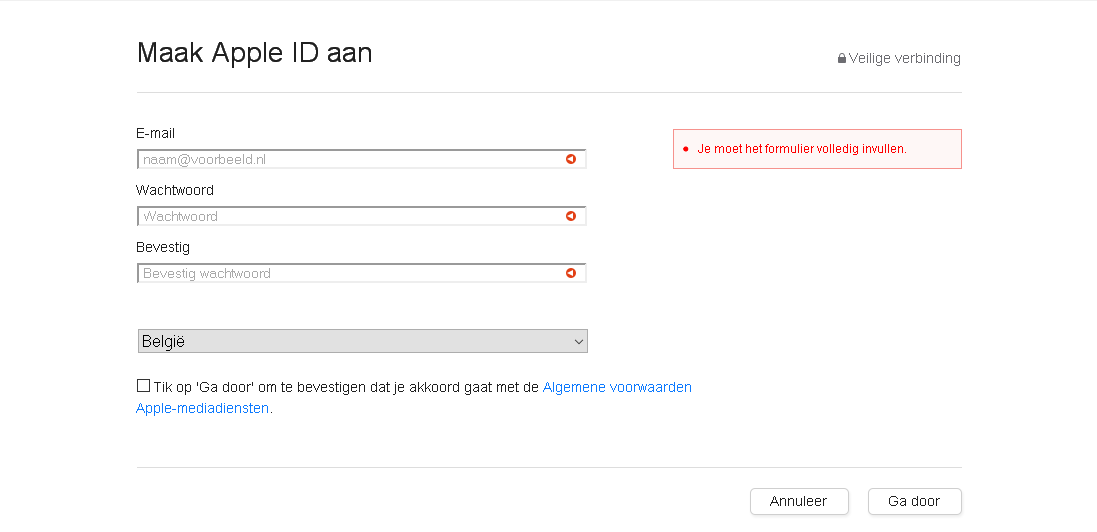 Maak Apple ID aan
Veilige verbinding
E-mail
naam@voorbeeld.nl
Je moet het formulier volledig invullen.
Wachtwoord
Wachtwoord
Bevestig
Bevestig wachtwoord
België
Tik op 'Ga door' om te bevestigen dat je akkoord gaat met de Algemene voorwaarden
Apple-mediadiensten.
Annuleer
Ga door